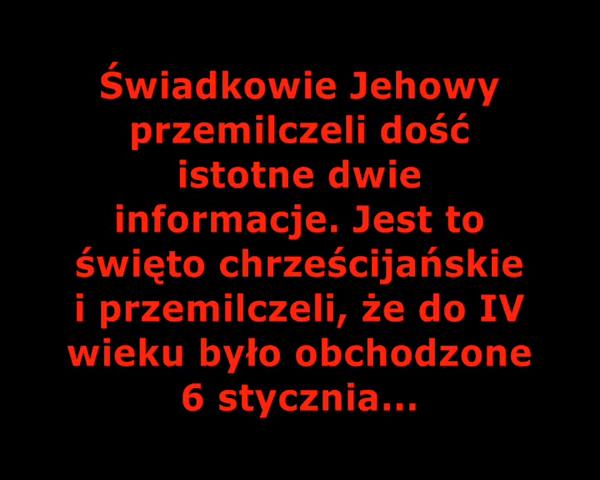 Świadkowie Jehowy
przemilczeli dość
istotne dwie
informacje. Jest to
święto chrześcijańskie
i przemilczeli, że do IV
wieku było obchodzone
6 stycznia...